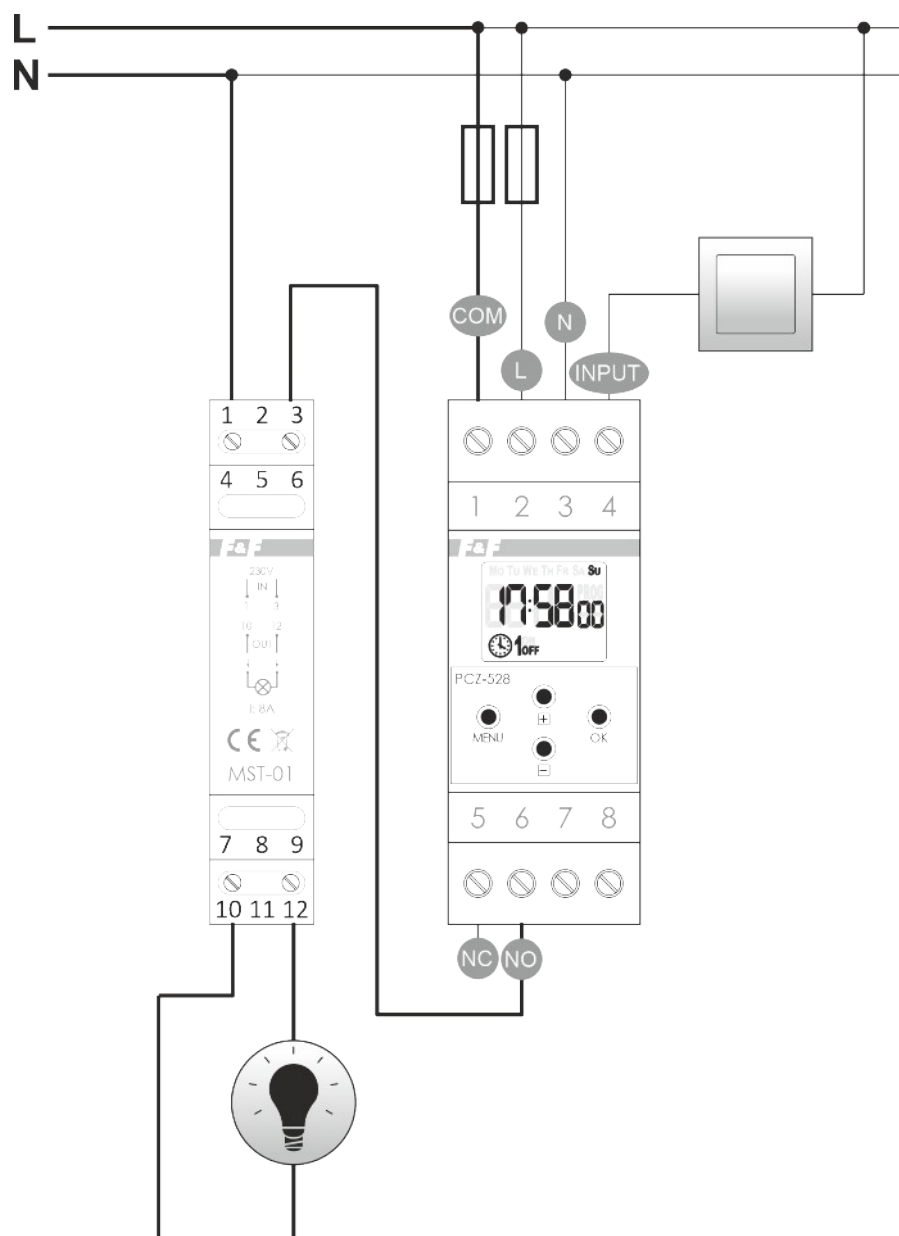 L
N
COM
N
L
INPUT
1 2 3
4 5 6
F&F
230V
IN
1 3
10 12
OUT
I: 8A
CE
MST-01
7 8 9
10 11 12
1 2 3 4
F&F
MO TU WE TH FR SA SU
PROG
17:58 00
1 OFF
PCZ-528
+
MENU
OK
−
5 6 7 8
NC
NO